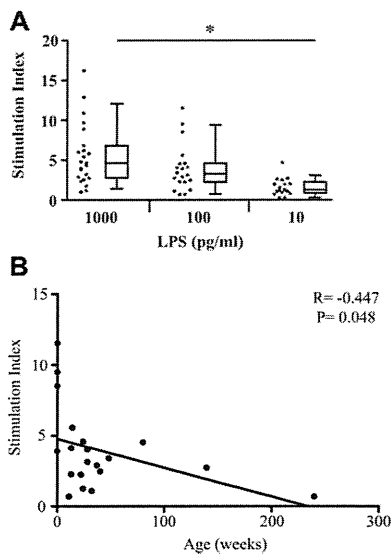 A
*
Stimulation Index
20
15
10
5
0
1000
100
10
LPS (pg/ml)
B
R= -0.447
P= 0.048
Stimulation Index
15
10
5
0
0
100
200
300
Age (weeks)